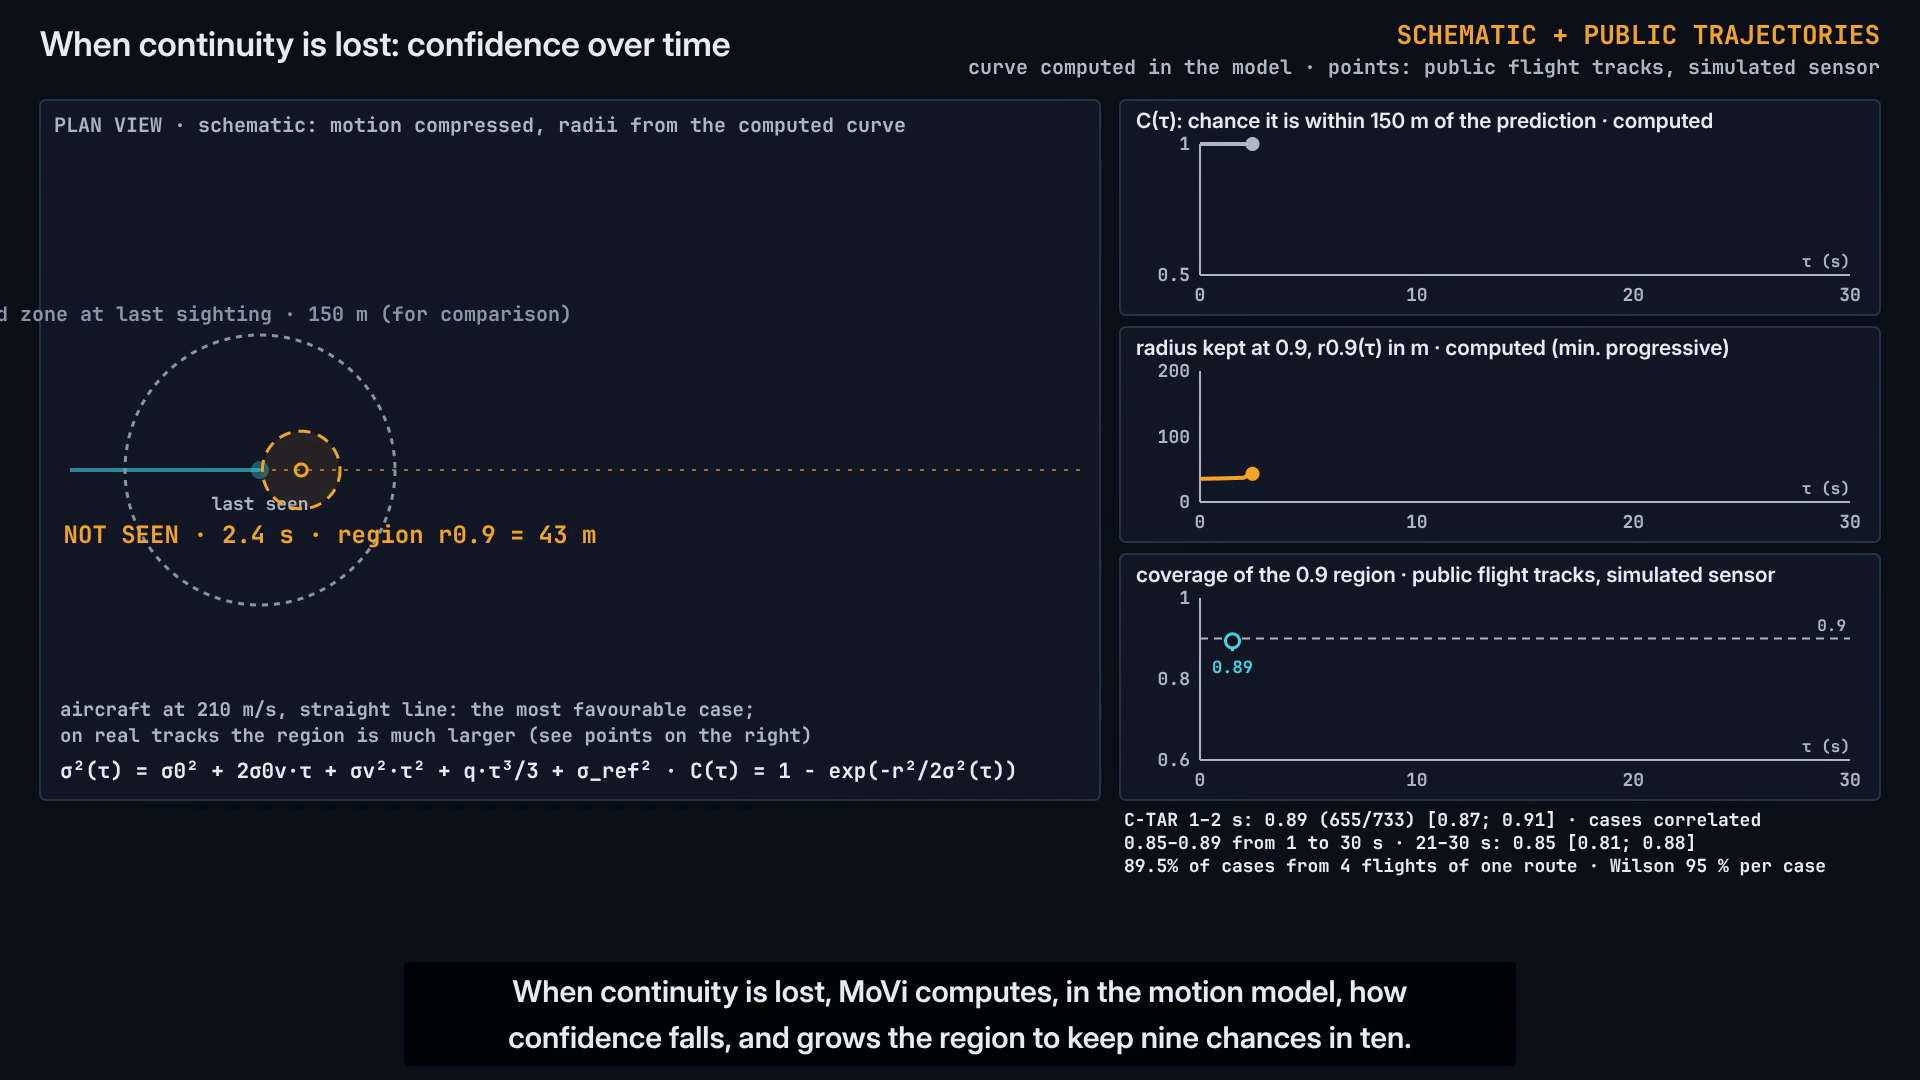 When continuity is lost: confidence over time
SCHEMATIC + PUBLIC TRAJECTORIES
curve computed in the model · points: public flight tracks, simulated sensor
PLAN VIEW · schematic: motion compressed, radii from the computed curve
zone at last sighting · 150 m (for comparison)
last seen
NOT SEEN · 2.4 s · region r0.9 = 43 m
aircraft at 210 m/s, straight line: the most favourable case;
on real tracks the region is much larger (see points on the right)
σ²(τ) = σ0² + 2σ0v·τ + σv²·τ² + q·τ³/3 + σ_ref² · C(τ) = 1 - exp(-r²/2σ²(τ))
C(τ): chance it is within 150 m of the prediction · computed
1
0.5
τ (s)
0 10 20 30
radius kept at 0.9, r0.9(τ) in m · computed (min. progressive)
200
100
0
τ (s)
0 10 20 30
coverage of the 0.9 region · public flight tracks, simulated sensor
1
0.9
0.89
0.8
τ (s)
0.6
0 10 20 30
C-TAR 1–2 s: 0.89 (655/733) [0.87; 0.91] · cases correlated
0.85–0.89 from 1 to 30 s · 21–30 s: 0.85 [0.81; 0.88]
89.5% of cases from 4 flights of one route · Wilson 95 % per case
When continuity is lost, MoVi computes, in the motion model, how
confidence falls, and grows the region to keep nine chances in ten.